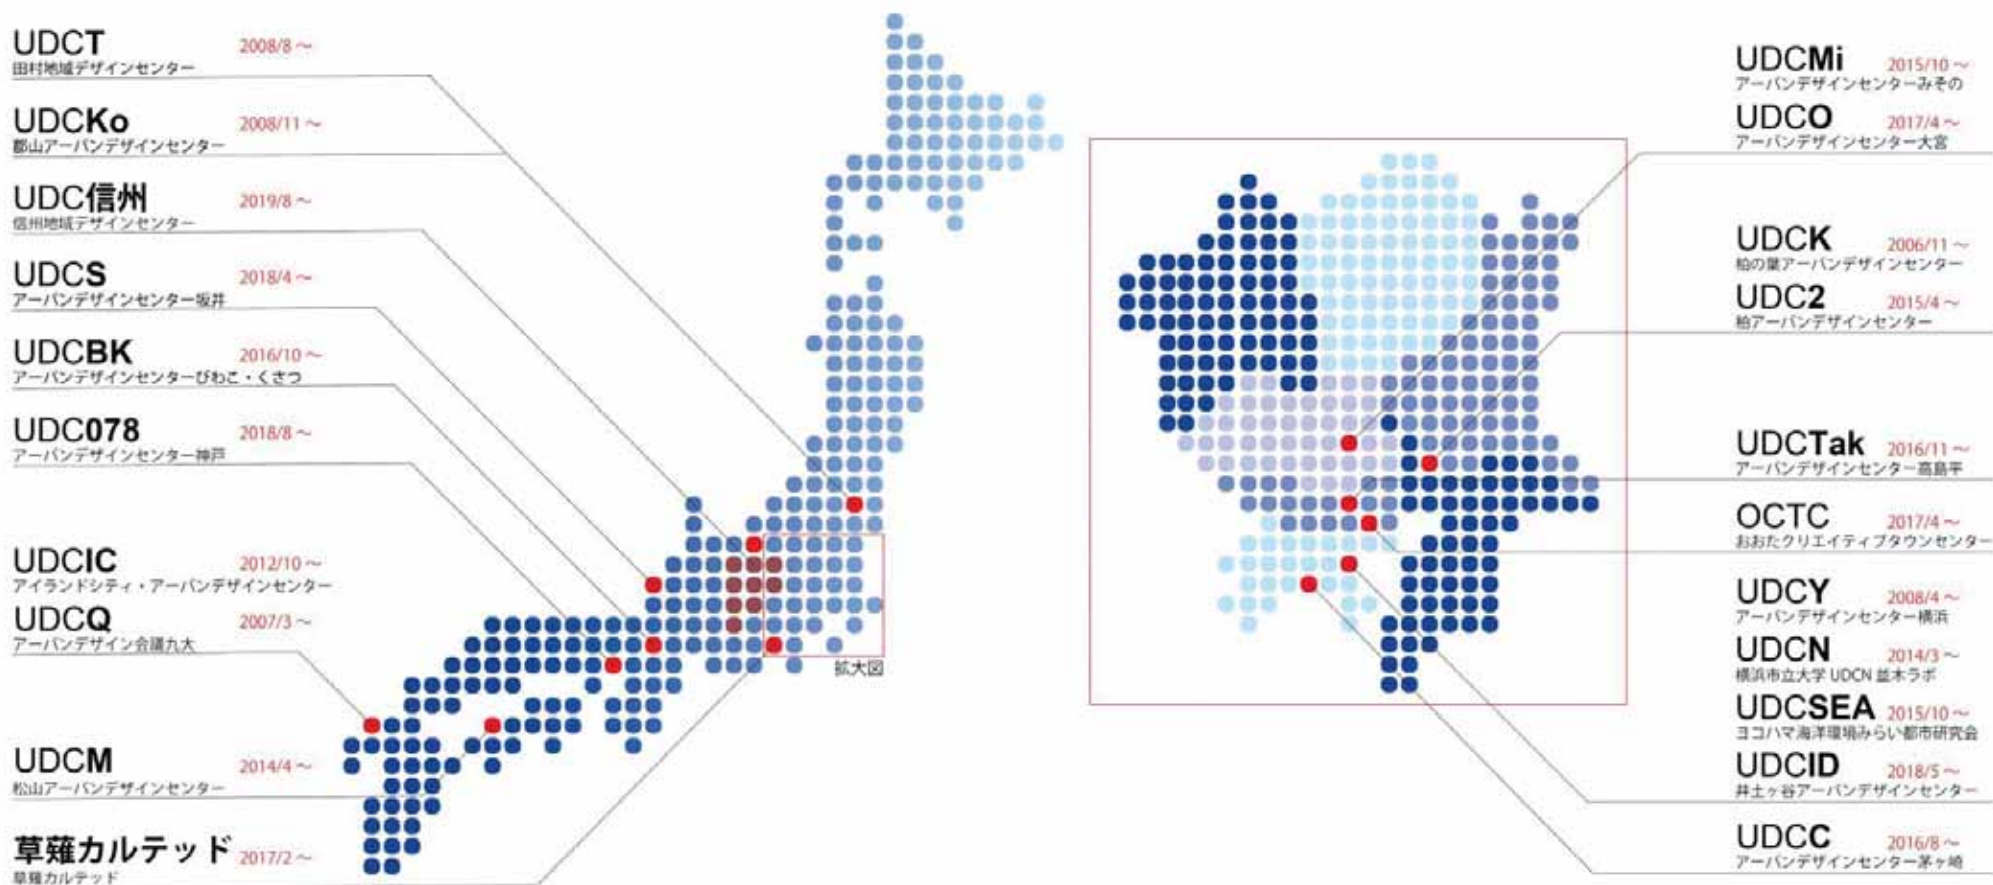 UDCT 2008/8～
田村地域デザインセンター
UDCKo 2008/11～
郡山アーバンデザインセンター
UDC信州 2019/8～
信州地域デザインセンター
UDCS 2018/4～
アーバンデザインセンター坂井
UDCBK 2016/10～
アーバンデザインセンターびわこ・くさつ
UDC078 2018/8～
アーバンデザインセンター神戸
UDCIC 2012/10～
アイランドシティ・アーバンデザインセンター
UDCQ 2007/3～
アーバンデザイン会議九大
UDCM 2014/4～
松山アーバンデザインセンター
草薙カルテッド 2017/2～
草薙カルテッド
拡大図
UDCMi 2015/10～
アーバンデザインセンターみその
UDCO 2017/4～
アーバンデザインセンター大宮
UDCK 2006/11～
柏の葉アーバンデザインセンター
UDC2 2015/4～
柏アーバンデザインセンター
UDCTak 2016/11～
アーバンデザインセンター高島平
OCTC 2017/4～
おおたクリエイティブタウンセンター
UDCY 2008/4～
アーバンデザインセンター横浜
UDCN 2014/3～
横浜市立大学 UDCN 並木ラボ
UDCSEA 2015/10～
ヨコハマ海洋環境みらい都市研究会
UDCID 2018/5～
井土ヶ谷アーバンデザインセンター
UDCC 2016/8～
アーバンデザインセンター茅ヶ崎